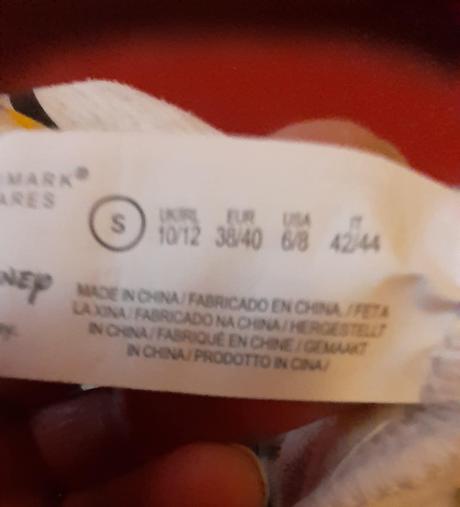 MARK®
ARES
S
UK/IRL EUR USA IT
10/12 38/40 6/8 42/44
MADE IN CHINA / FABRICADO EN CHINA / FETA
LA XINA / FABRICADO NA CHINA / HERGESTELLT
IN CHINA / FABRIQUÉ EN CHINE / GEMAAKT
IN CHINA / PRODOTTO IN CINA /